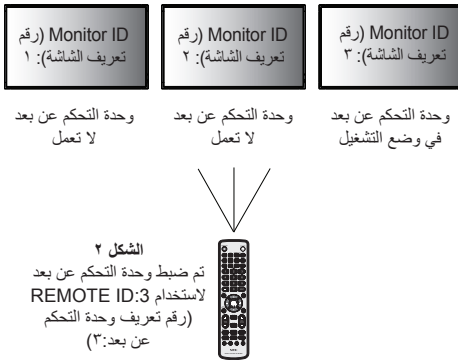 Monitor ID (رقم
تعريف الشاشة): ١
Monitor ID (رقم
تعريف الشاشة): ٢
Monitor ID (رقم
تعريف الشاشة): ٣
وحدة التحكم عن بعد
لا تعمل
وحدة التحكم عن بعد
لا تعمل
وحدة التحكم عن بعد
في وضع التشغيل
الشكل ٢
تم ضبط وحدة التحكم عن بعد
لاستخدام REMOTE ID:3
(رقم تعريف وحدة التحكم
عن بعد:٣)